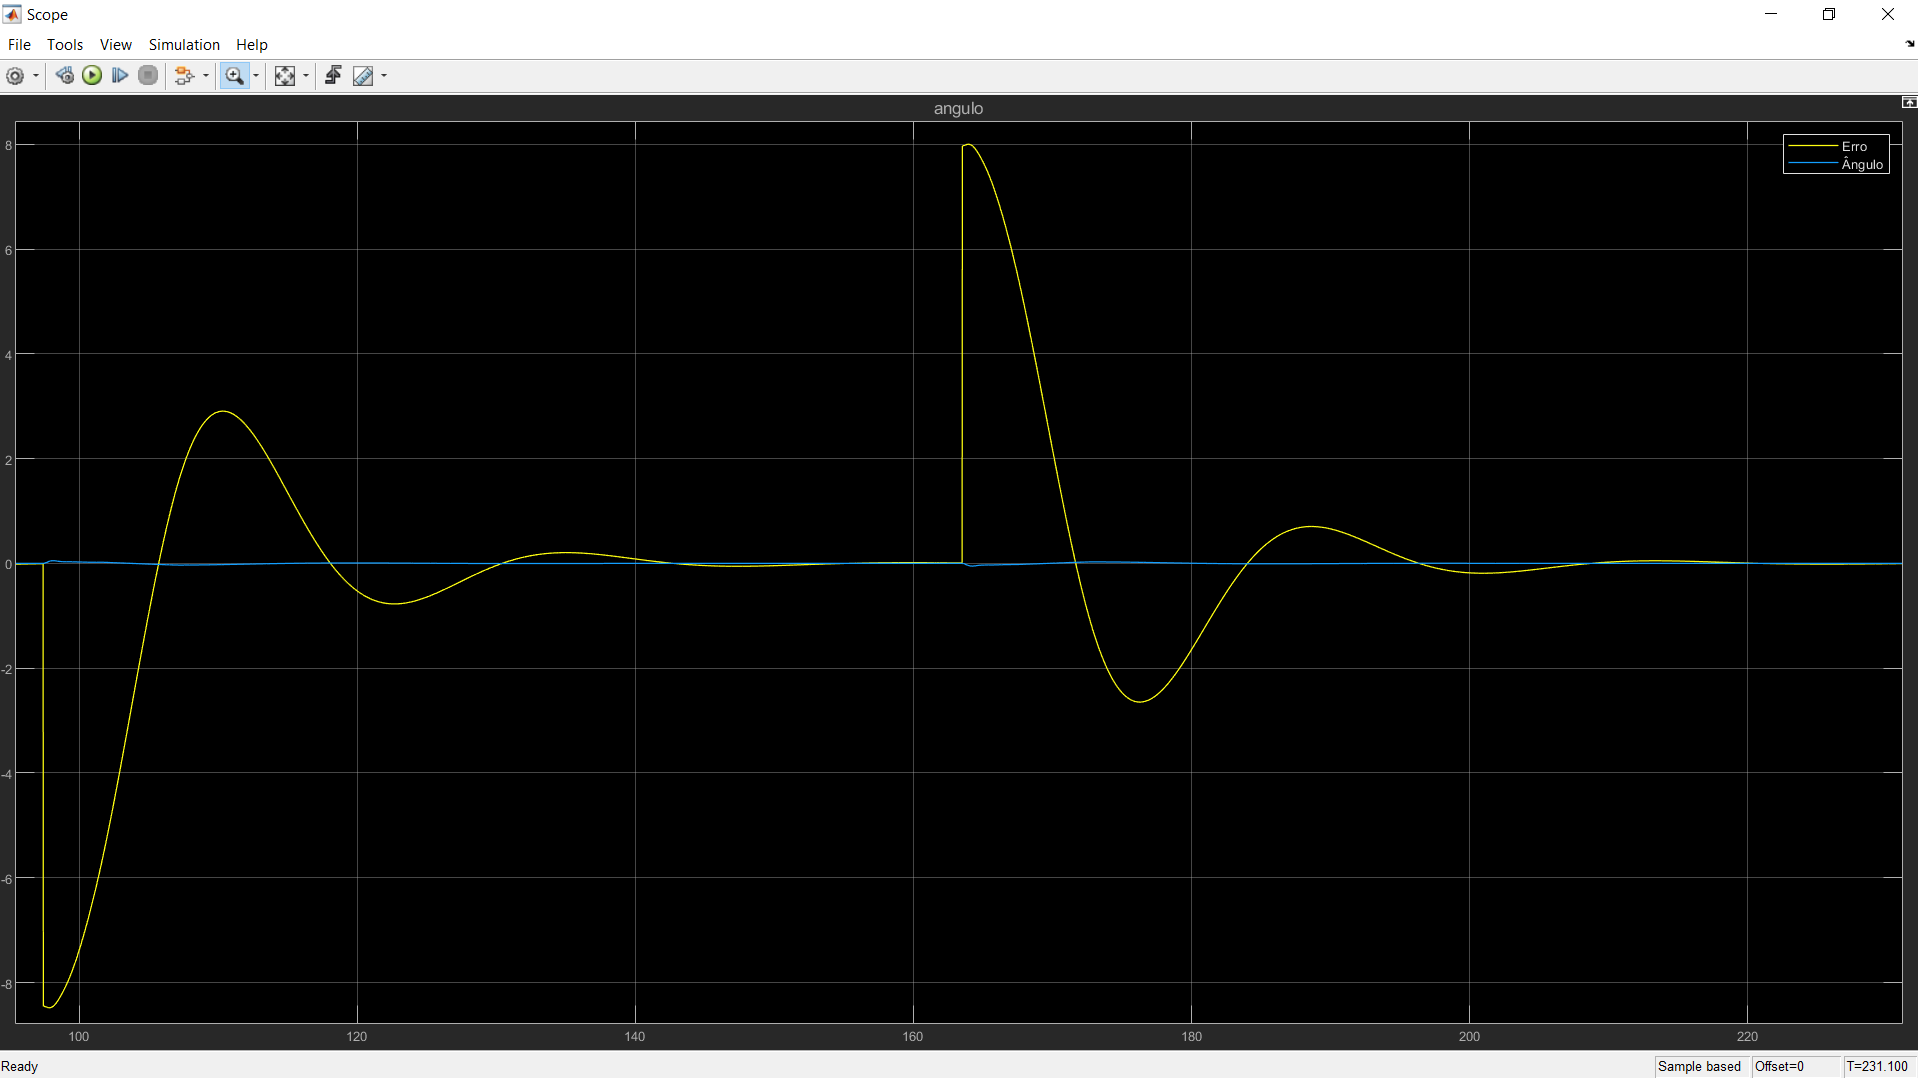 Scope
File Tools View Simulation Help
angulo
Erro
Ângulo
8
6
4
2
0
-2
-4
-6
-8
100 120 140 160 180 200 220
Ready
Sample based Offset=0 T=231.100